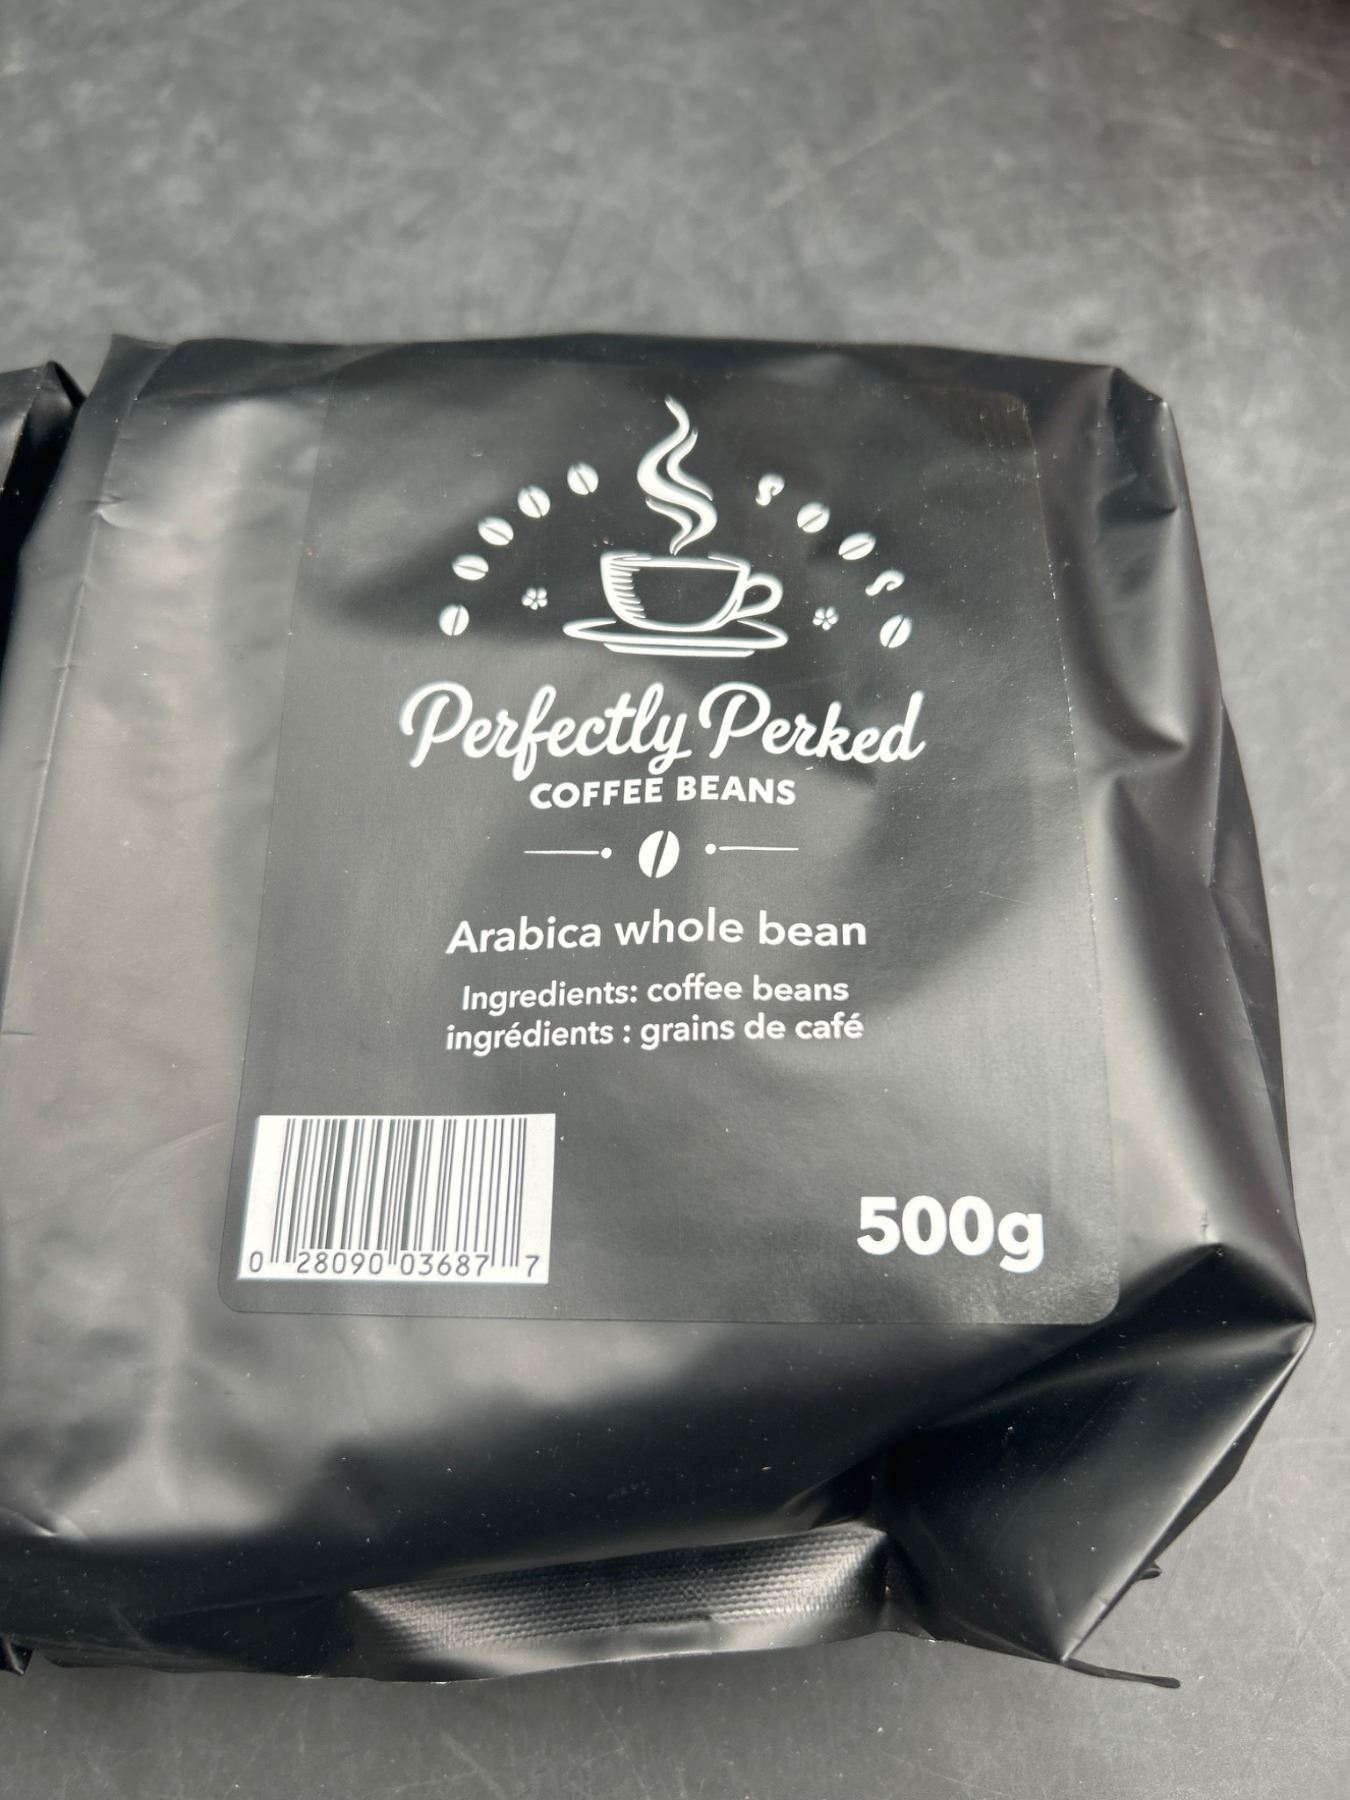 Perfectly Perked
COFFEE BEANS
Arabica whole bean
Ingredients: coffee beans
ingrédients : grains de café
500g
0 28090 03687 7